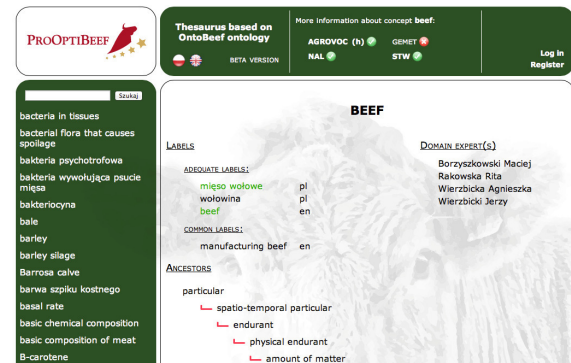 PROOPTIBEEF
Thesaurus based on
OntoBeef ontology
BETA VERSION
More information about concept beef:
AGROVOC (h)
GEMET
NAL
STW
Log in
Register
Szukaj
bacteria in tissues
bacterial flora that causes
spoilage
bakteria psychotrofowa
bakteria wywołująca psucie
mięsa
bakteriocyna
bale
barley
barley silage
Barrosa calve
barwa szpiku kostnego
basal rate
basic chemical composition
basic composition of meat
B-carotene
BEEF
LABELS
ADEQUATE LABELS:
mięso wołowe pl
wołowina pl
beef en
COMMON LABELS:
manufacturing beef en
ANCESTORS
particular
spatio-temporal particular
endurant
physical endurant
amount of matter
DOMAIN EXPERT(S)
Borzyszkowski Maciej
Rakowska Rita
Wierzbicka Agnieszka
Wierzbicki Jerzy